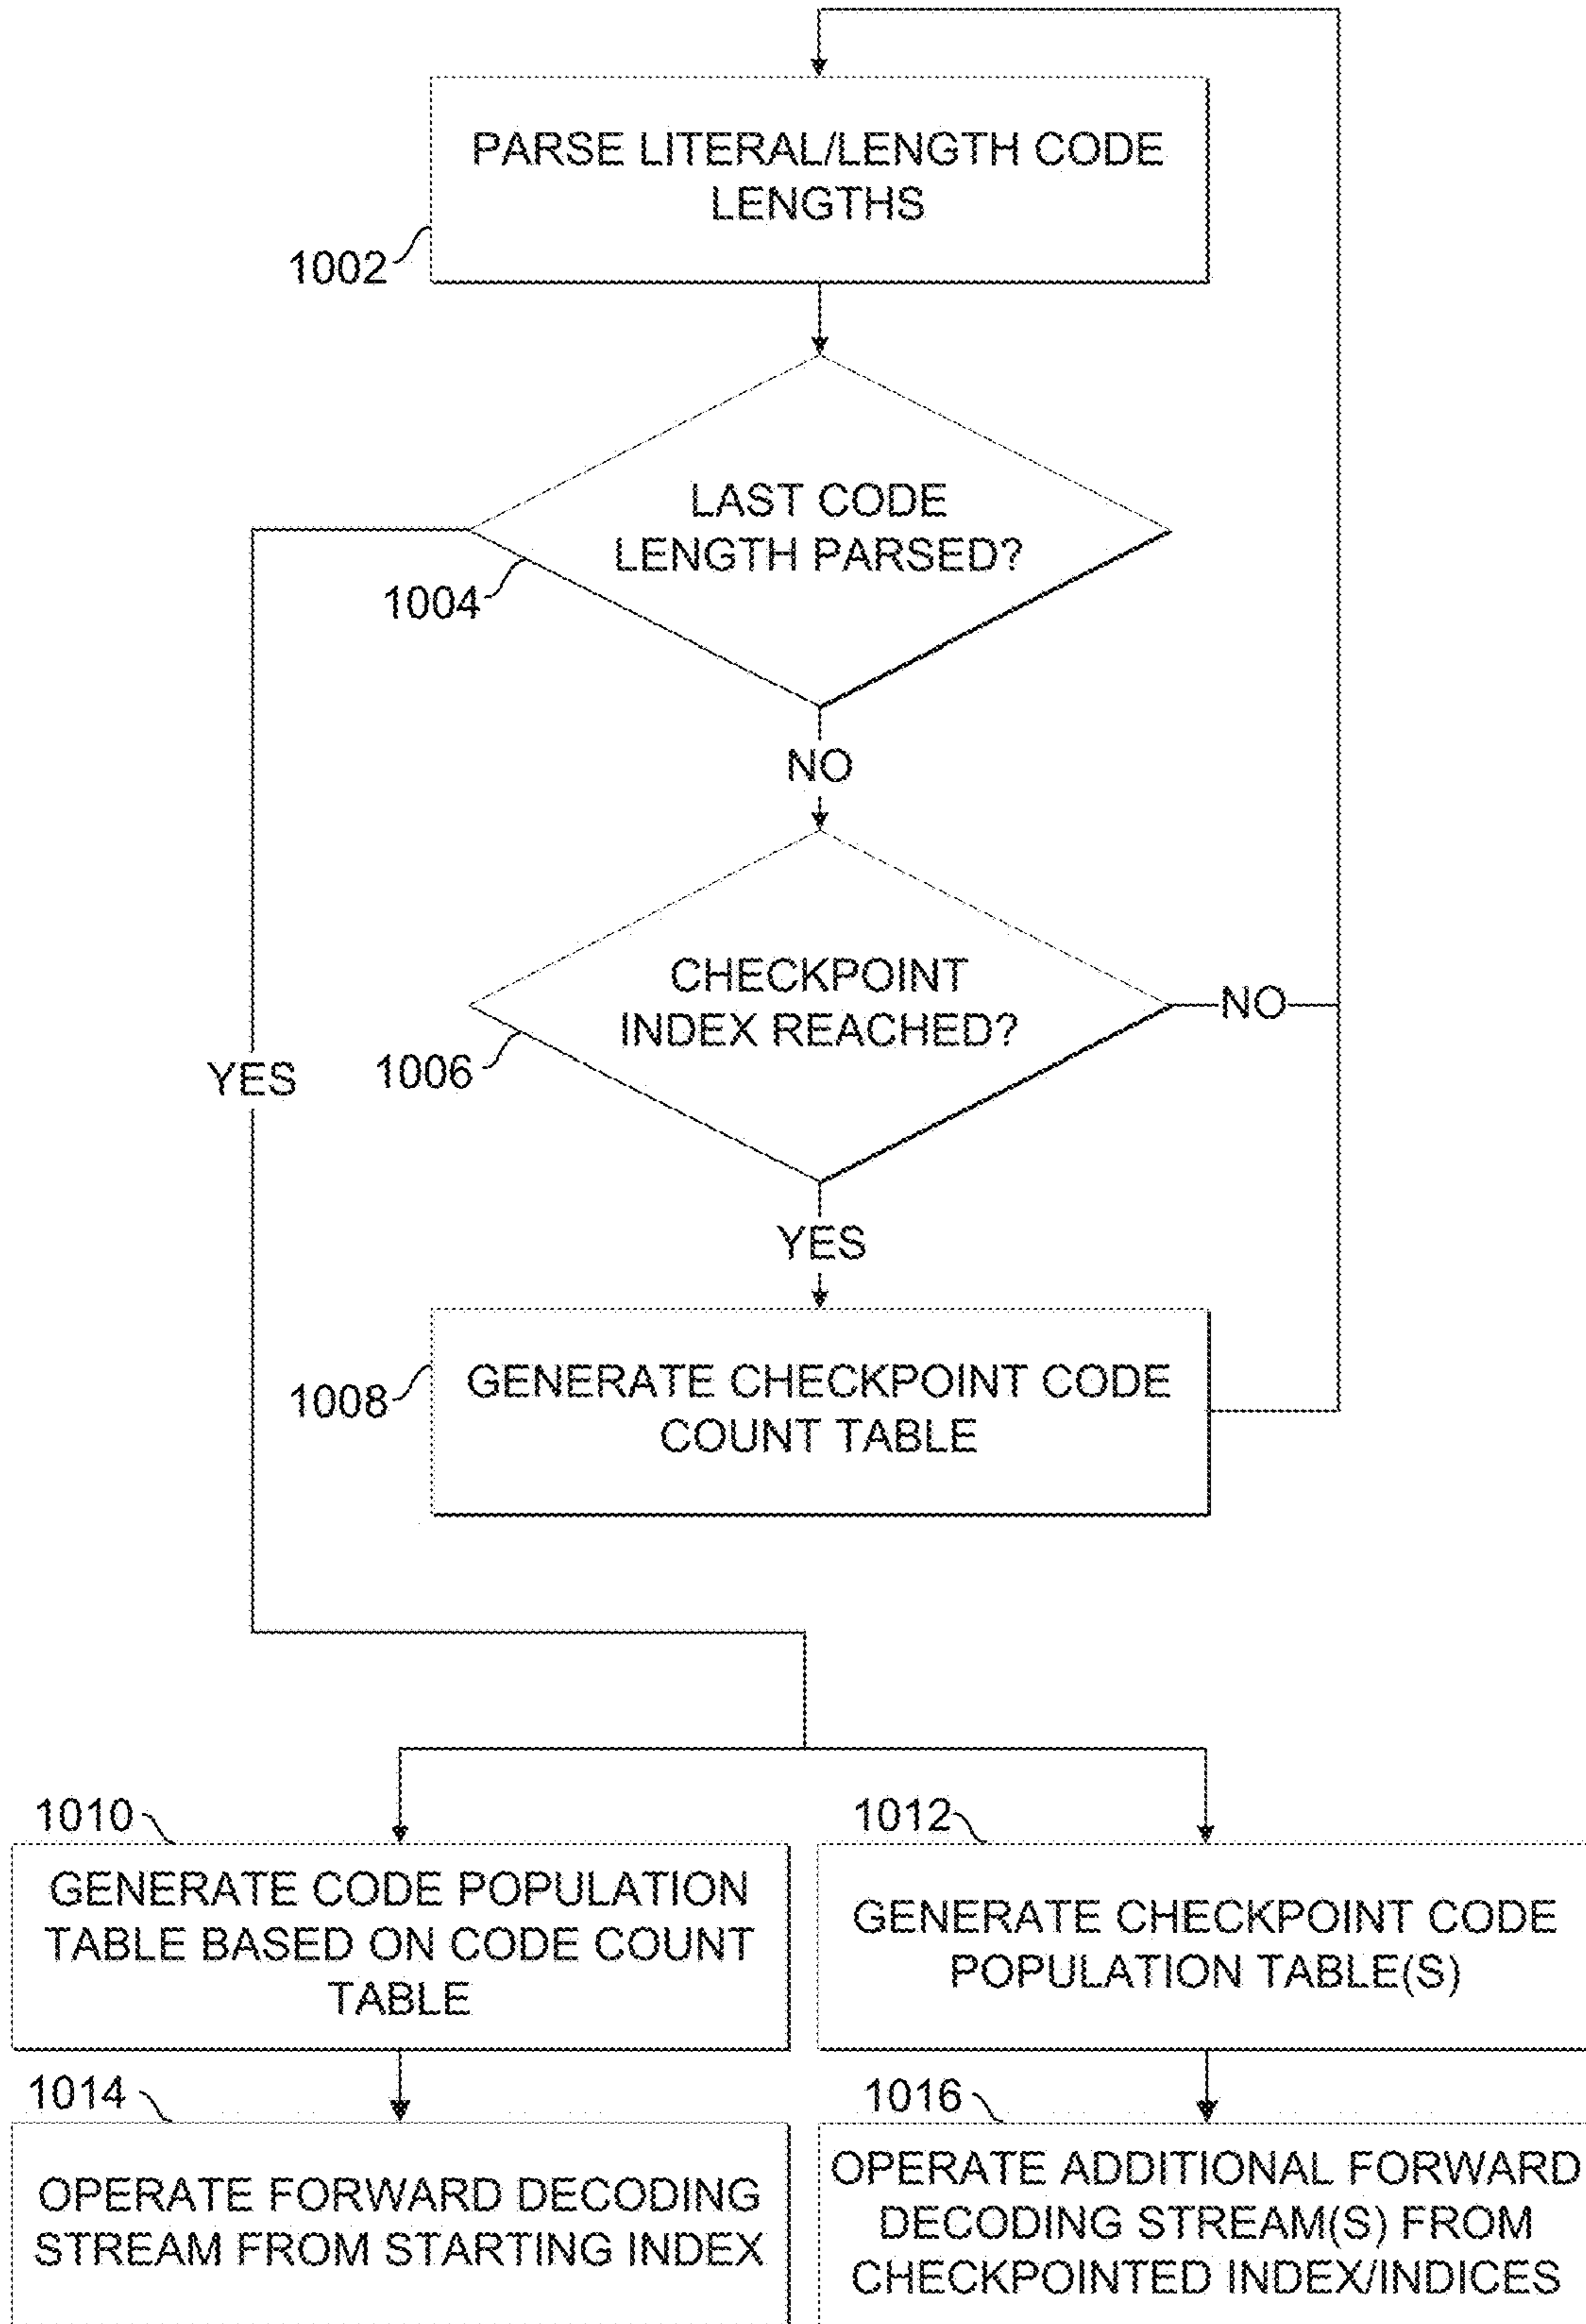 PARSE LITERAL/LENGTH CODE
LENGTHS
1002
LAST CODE
LENGTH PARSED?
1004
NO
CHECKPOINT
INDEX REACHED?
NO
1006
YES
YES
GENERATE CHECKPOINT CODE
COUNT TABLE
1008
1010
GENERATE CODE POPULATION
TABLE BASED ON CODE COUNT
TABLE
1012
GENERATE CHECKPOINT CODE
POPULATION TABLE(S)
1014
OPERATE FORWARD DECODING
STREAM FROM STARTING INDEX
1016
OPERATE ADDITIONAL FORWARD
DECODING STREAM(S) FROM
CHECKPOINTED INDEX/INDICES